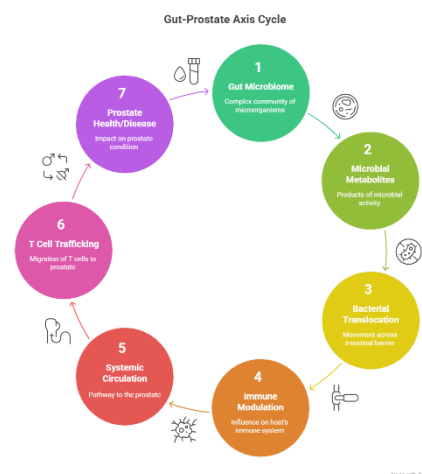 Gut-Prostate Axis Cycle
1
Gut Microbiome
Complex community of
microorganisms
2
Microbial
Metabolites
Products of microbial
activity
3
Bacterial
Translocation
Movement across
intestinal barrier
4
Immune
Modulation
Influence on host's
immune system
5
Systemic
Circulation
Pathway to the prostate
6
T Cell Trafficking
Migration of T cells to
prostate
7
Prostate
Health/Disease
Impact on prostate
condition